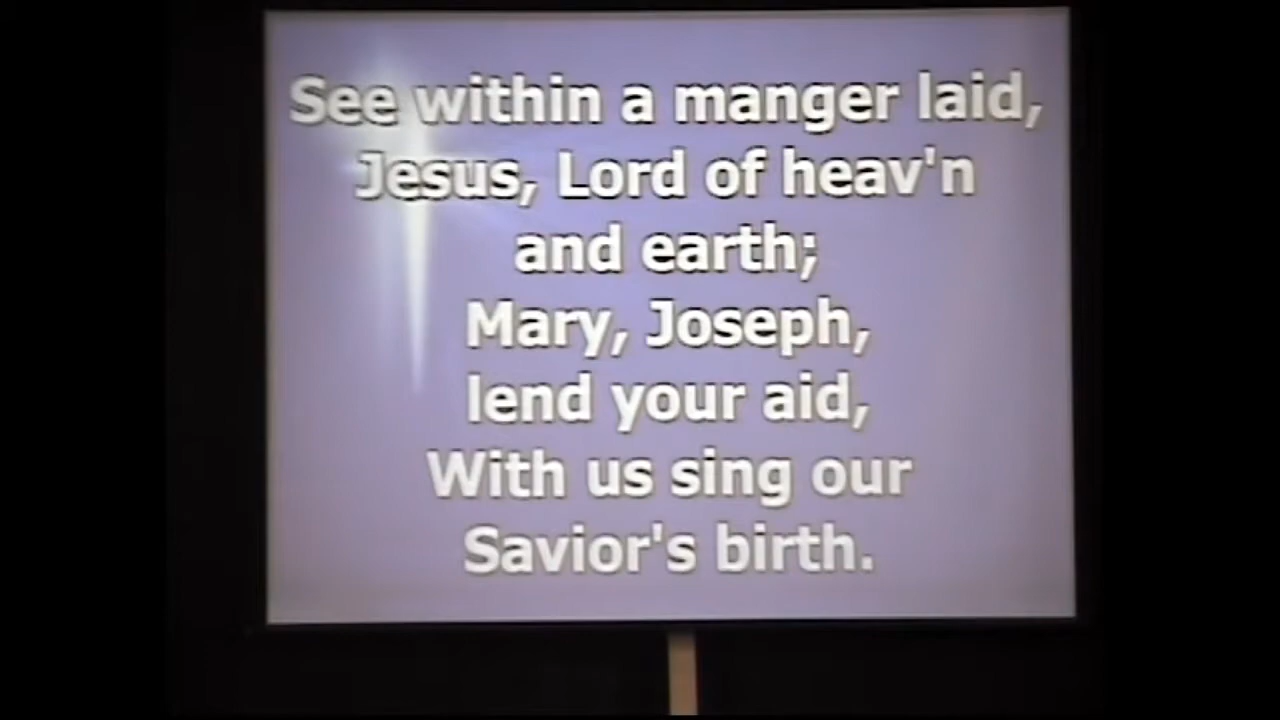 See within a manger laid,
Jesus, Lord of heav'n
and earth;
Mary, Joseph,
lend your aid,
With us sing our
Savior's birth.